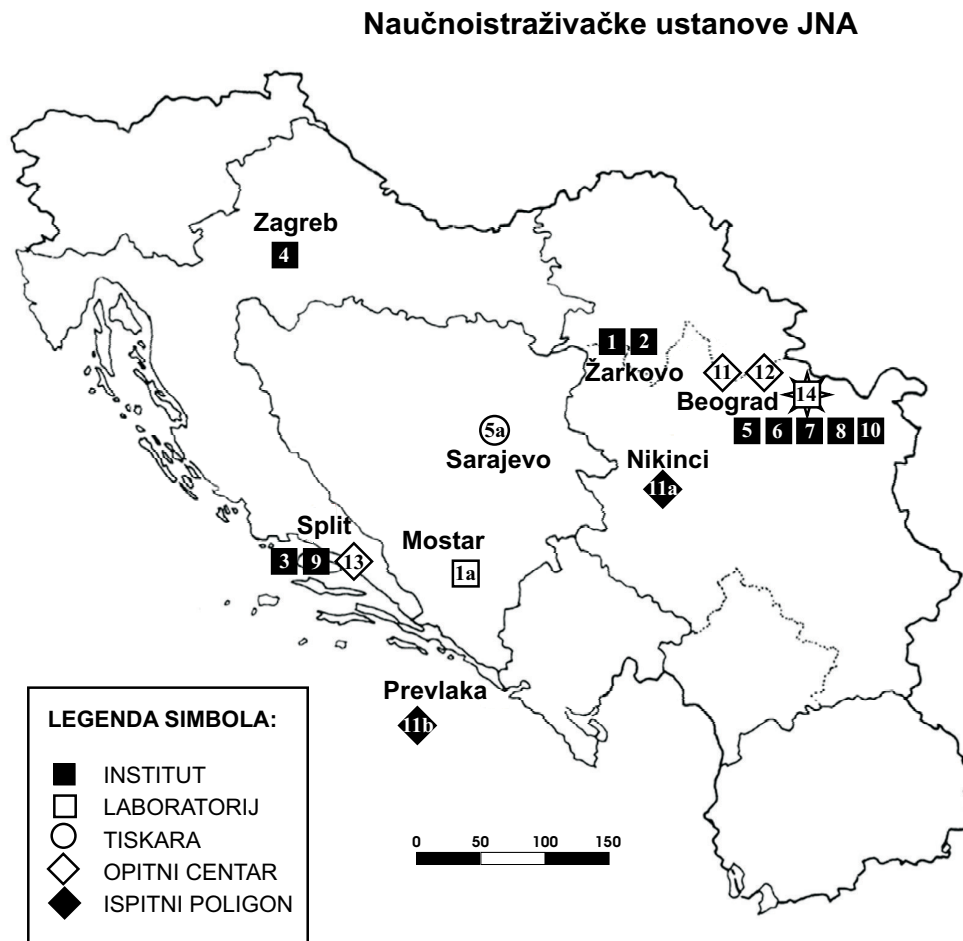 Naučnoistraživačke ustanove JNA
Zagreb
4
1 2
Žarkovo
11 12
Beograd 14
5 6 7 8 10
5a
Sarajevo
Nikinci
11a
Split
3 9 13
Mostar
1a
Prevlaka
11b
LEGENDA SIMBOLA:
INSTITUT
LABORATORIJ
TISKARA
OPITNI CENTAR
ISPITNI POLIGON
0 50 100 150